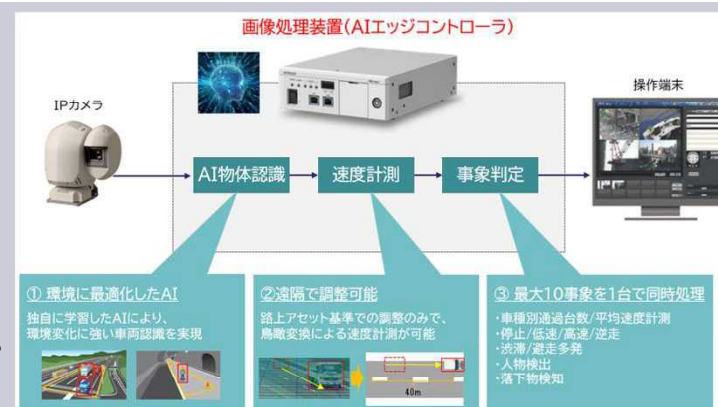 画像処理装置(AIエッジコントローラ)
IPカメラ
操作端末
AI物体認識
速度計測
事象判定
① 環境に最適化したAI
独自に学習したAIにより、
環境変化に強い車両認識を実現
②遠隔で調整可能
路上アセット基準での調整のみで、
鳥瞰変換による速度計測が可能
40m
③ 最大10事象を1台で同時処理
・車種別通過台数/平均速度計測
・停止/低速/高速/逆走
・渋滞/避走多発
・人物検出
・落下物検知